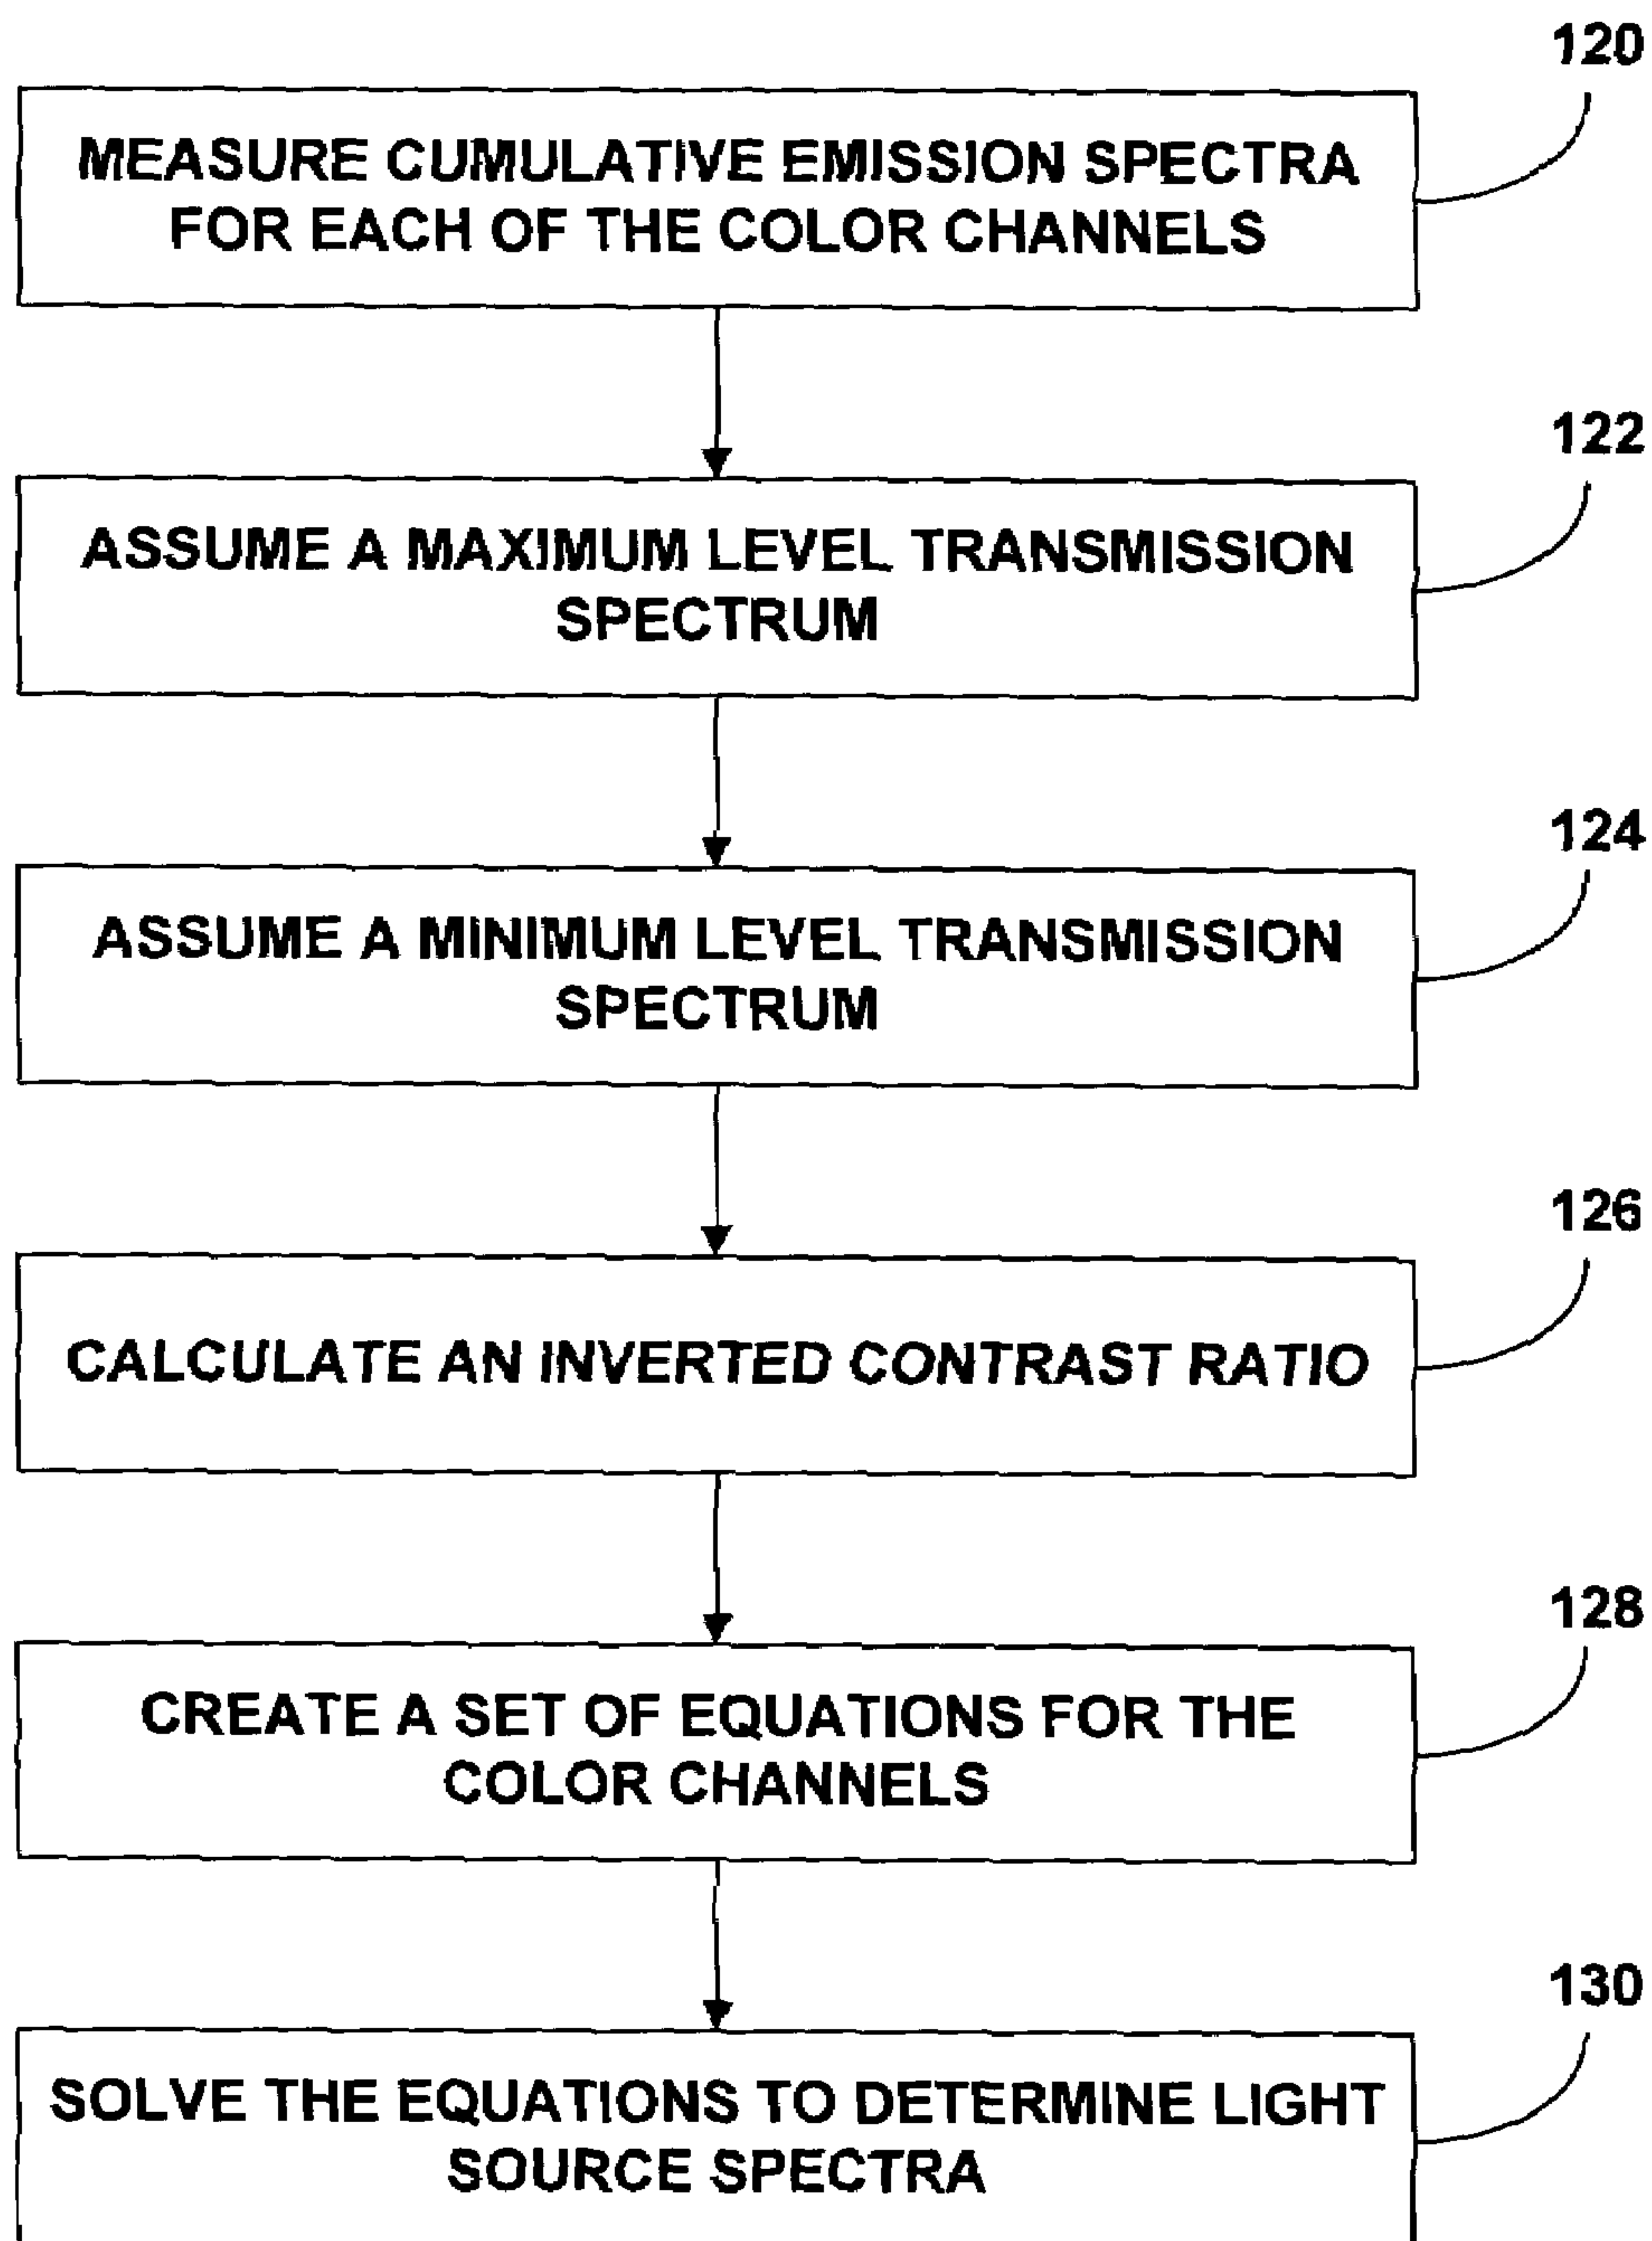 120
MEASURE CUMULATIVE EMISSION SPECTRA
FOR EACH OF THE COLOR CHANNELS
122
ASSUME A MAXIMUM LEVEL TRANSMISSION
SPECTRUM
124
ASSUME A MINIMUM LEVEL TRANSMISSION
SPECTRUM
126
CALCULATE AN INVERTED CONTRAST RATIO
128
CREATE A SET OF EQUATIONS FOR THE
COLOR CHANNELS
130
SOLVE THE EQUATIONS TO DETERMINE LIGHT
SOURCE SPECTRA